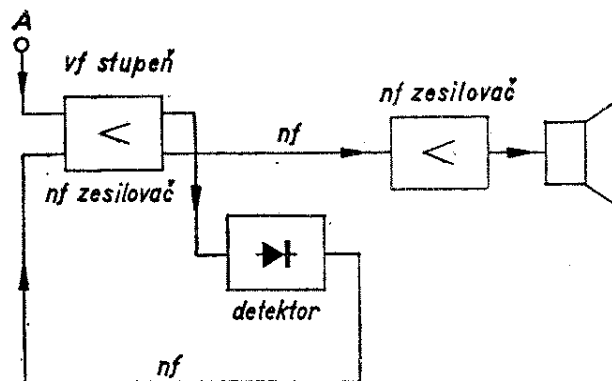 A
vf stupeň
nf zesilovač
nf
nf zesilovač
detektor
nf